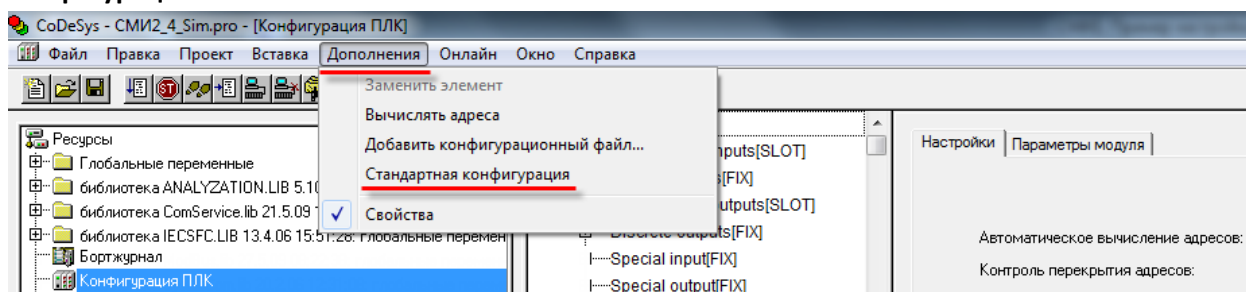 CoDeSys - СМИ2_4_Sim.pro - [Конфигурация ПЛК]
Файл Правка Проект Вставка Дополнения Онлайн Окно Справка
Заменить элемент
Вычислять адреса
Добавить конфигурационный файл...
Стандартная конфигурация
Свойства
Ресурсы
Глобальные переменные
библиотека ANALYZATION.LIB 5.10
библиотека ComService.lib 21.5.09
библиотека IECSFC.LIB 13.4.06 15:51:28: глобальные перемен
Бортжурнал
Конфигурация ПЛК
nputs[SLOT]
[FIX]
utputs[SLOT]
Discrete outputs[FIX]
Special input[FIX]
Special output[FIX]
Настройки Параметры модуля
Автоматическое вычисление адресов:
Контроль перекрытия адресов: